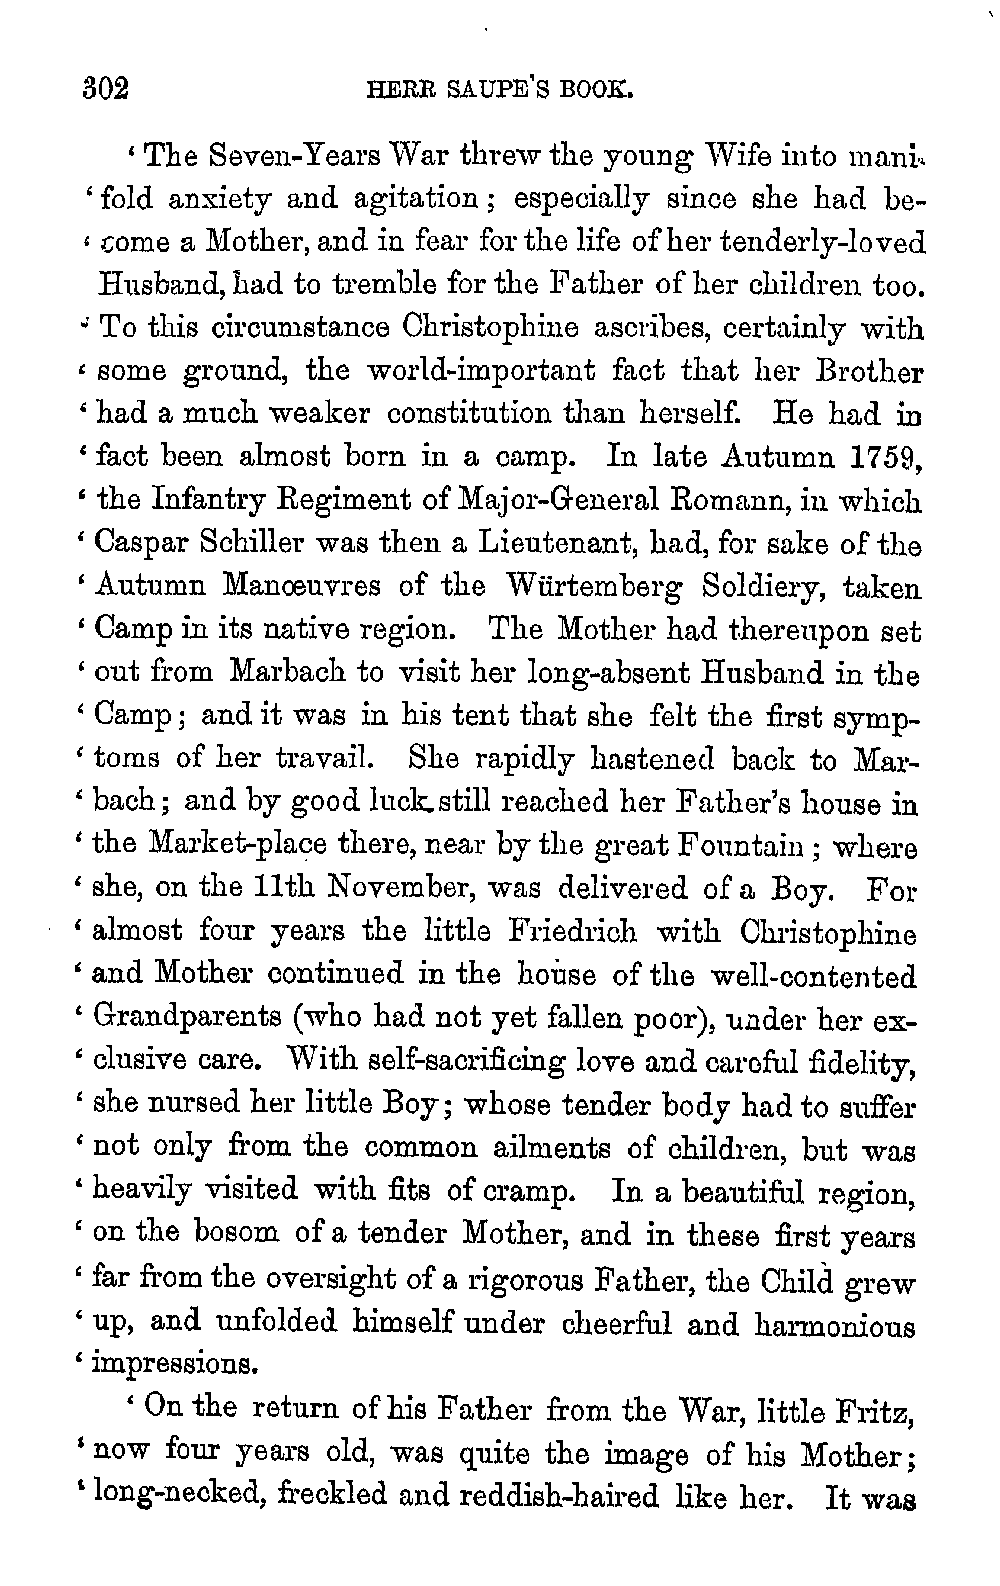 302 HERR SAUPE'S BOOK.
‘ The Seven-Years War threw the young Wife into mani-
‘ fold anxiety and agitation ; especially since she had be-
‘ come a Mother, and in fear for the life of her tenderly-loved
Husband, had to tremble for the Father of her children too.
‘ To this circumstance Christophine ascribes, certainly with
‘ some ground, the world-important fact that her Brother
‘ had a much weaker constitution than herself. He had in
‘ fact been almost born in a camp. In late Autumn 1759,
‘ the Infantry Regiment of Major-General Romann, in which
‘ Caspar Schiller was then a Lieutenant, had, for sake of the
‘ Autumn Manœuvres of the Würtemberg Soldiery, taken
‘ Camp in its native region. The Mother had thereupon set
‘ out from Marbach to visit her long-absent Husband in the
‘ Camp ; and it was in his tent that she felt the first symp-
‘ toms of her travail. She rapidly hastened back to Mar-
‘ bach ; and by good luck still reached her Father's house in
‘ the Market-place there, near by the great Fountain ; where
‘ she, on the 11th November, was delivered of a Boy. For
‘ almost four years the little Friedrich with Christophine
‘ and Mother continued in the house of the well-contented
‘ Grandparents (who had not yet fallen poor), under her ex-
‘ clusive care. With self-sacrificing love and careful fidelity,
‘ she nursed her little Boy ; whose tender body had to suffer
‘ not only from the common ailments of children, but was
‘ heavily visited with fits of cramp. In a beautiful region,
‘ on the bosom of a tender Mother, and in these first years
‘ far from the oversight of a rigorous Father, the Child grew
‘ up, and unfolded himself under cheerful and harmonious
‘ impressions.
‘ On the return of his Father from the War, little Fritz,
‘ now four years old, was quite the image of his Mother ;
‘ long-necked, freckled and reddish-haired like her. It was